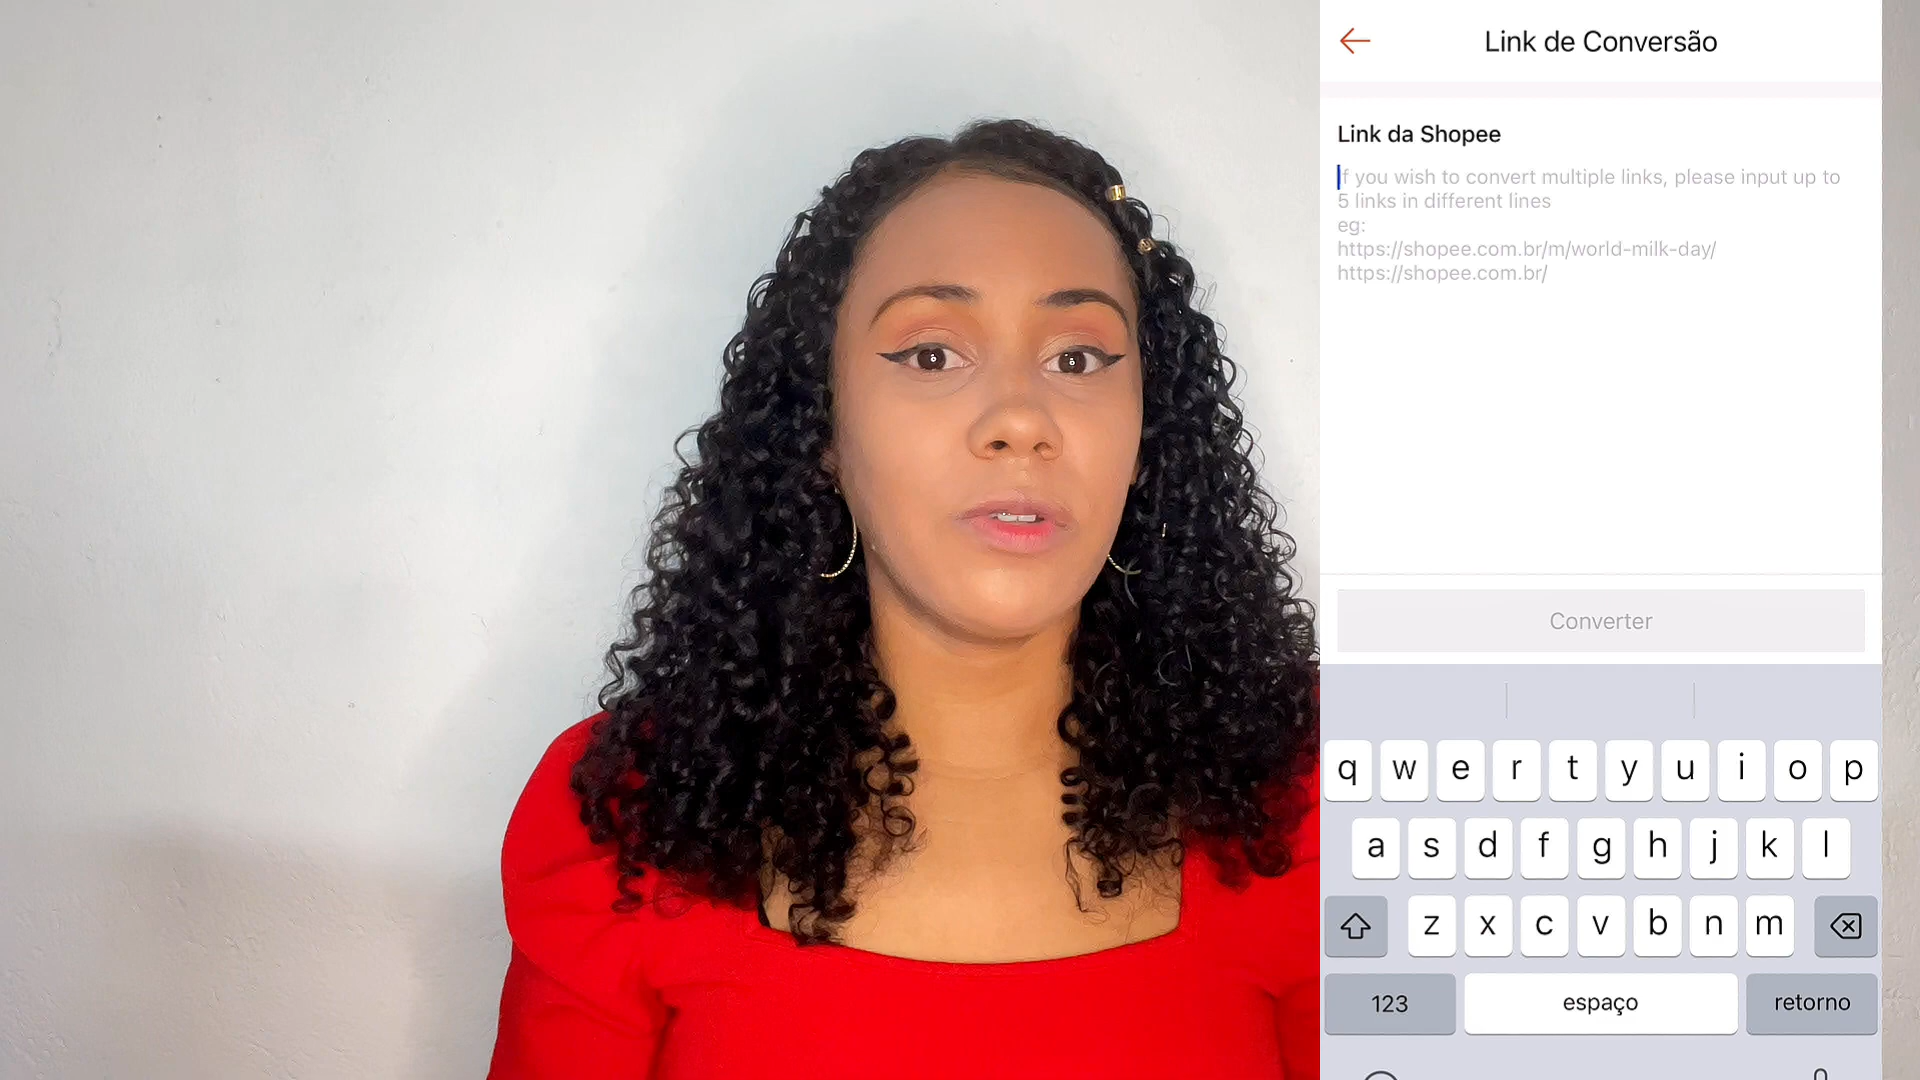 Link de Conversão
Link da Shopee
If you wish to convert multiple links, please input up to
5 links in different lines
eg:
https://shopee.com.br/m/world-milk-day/
https://shopee.com.br/
Converter
q w e r t y u i o p
a s d f g h j k l
z x c v b n m
123 espaço retorno